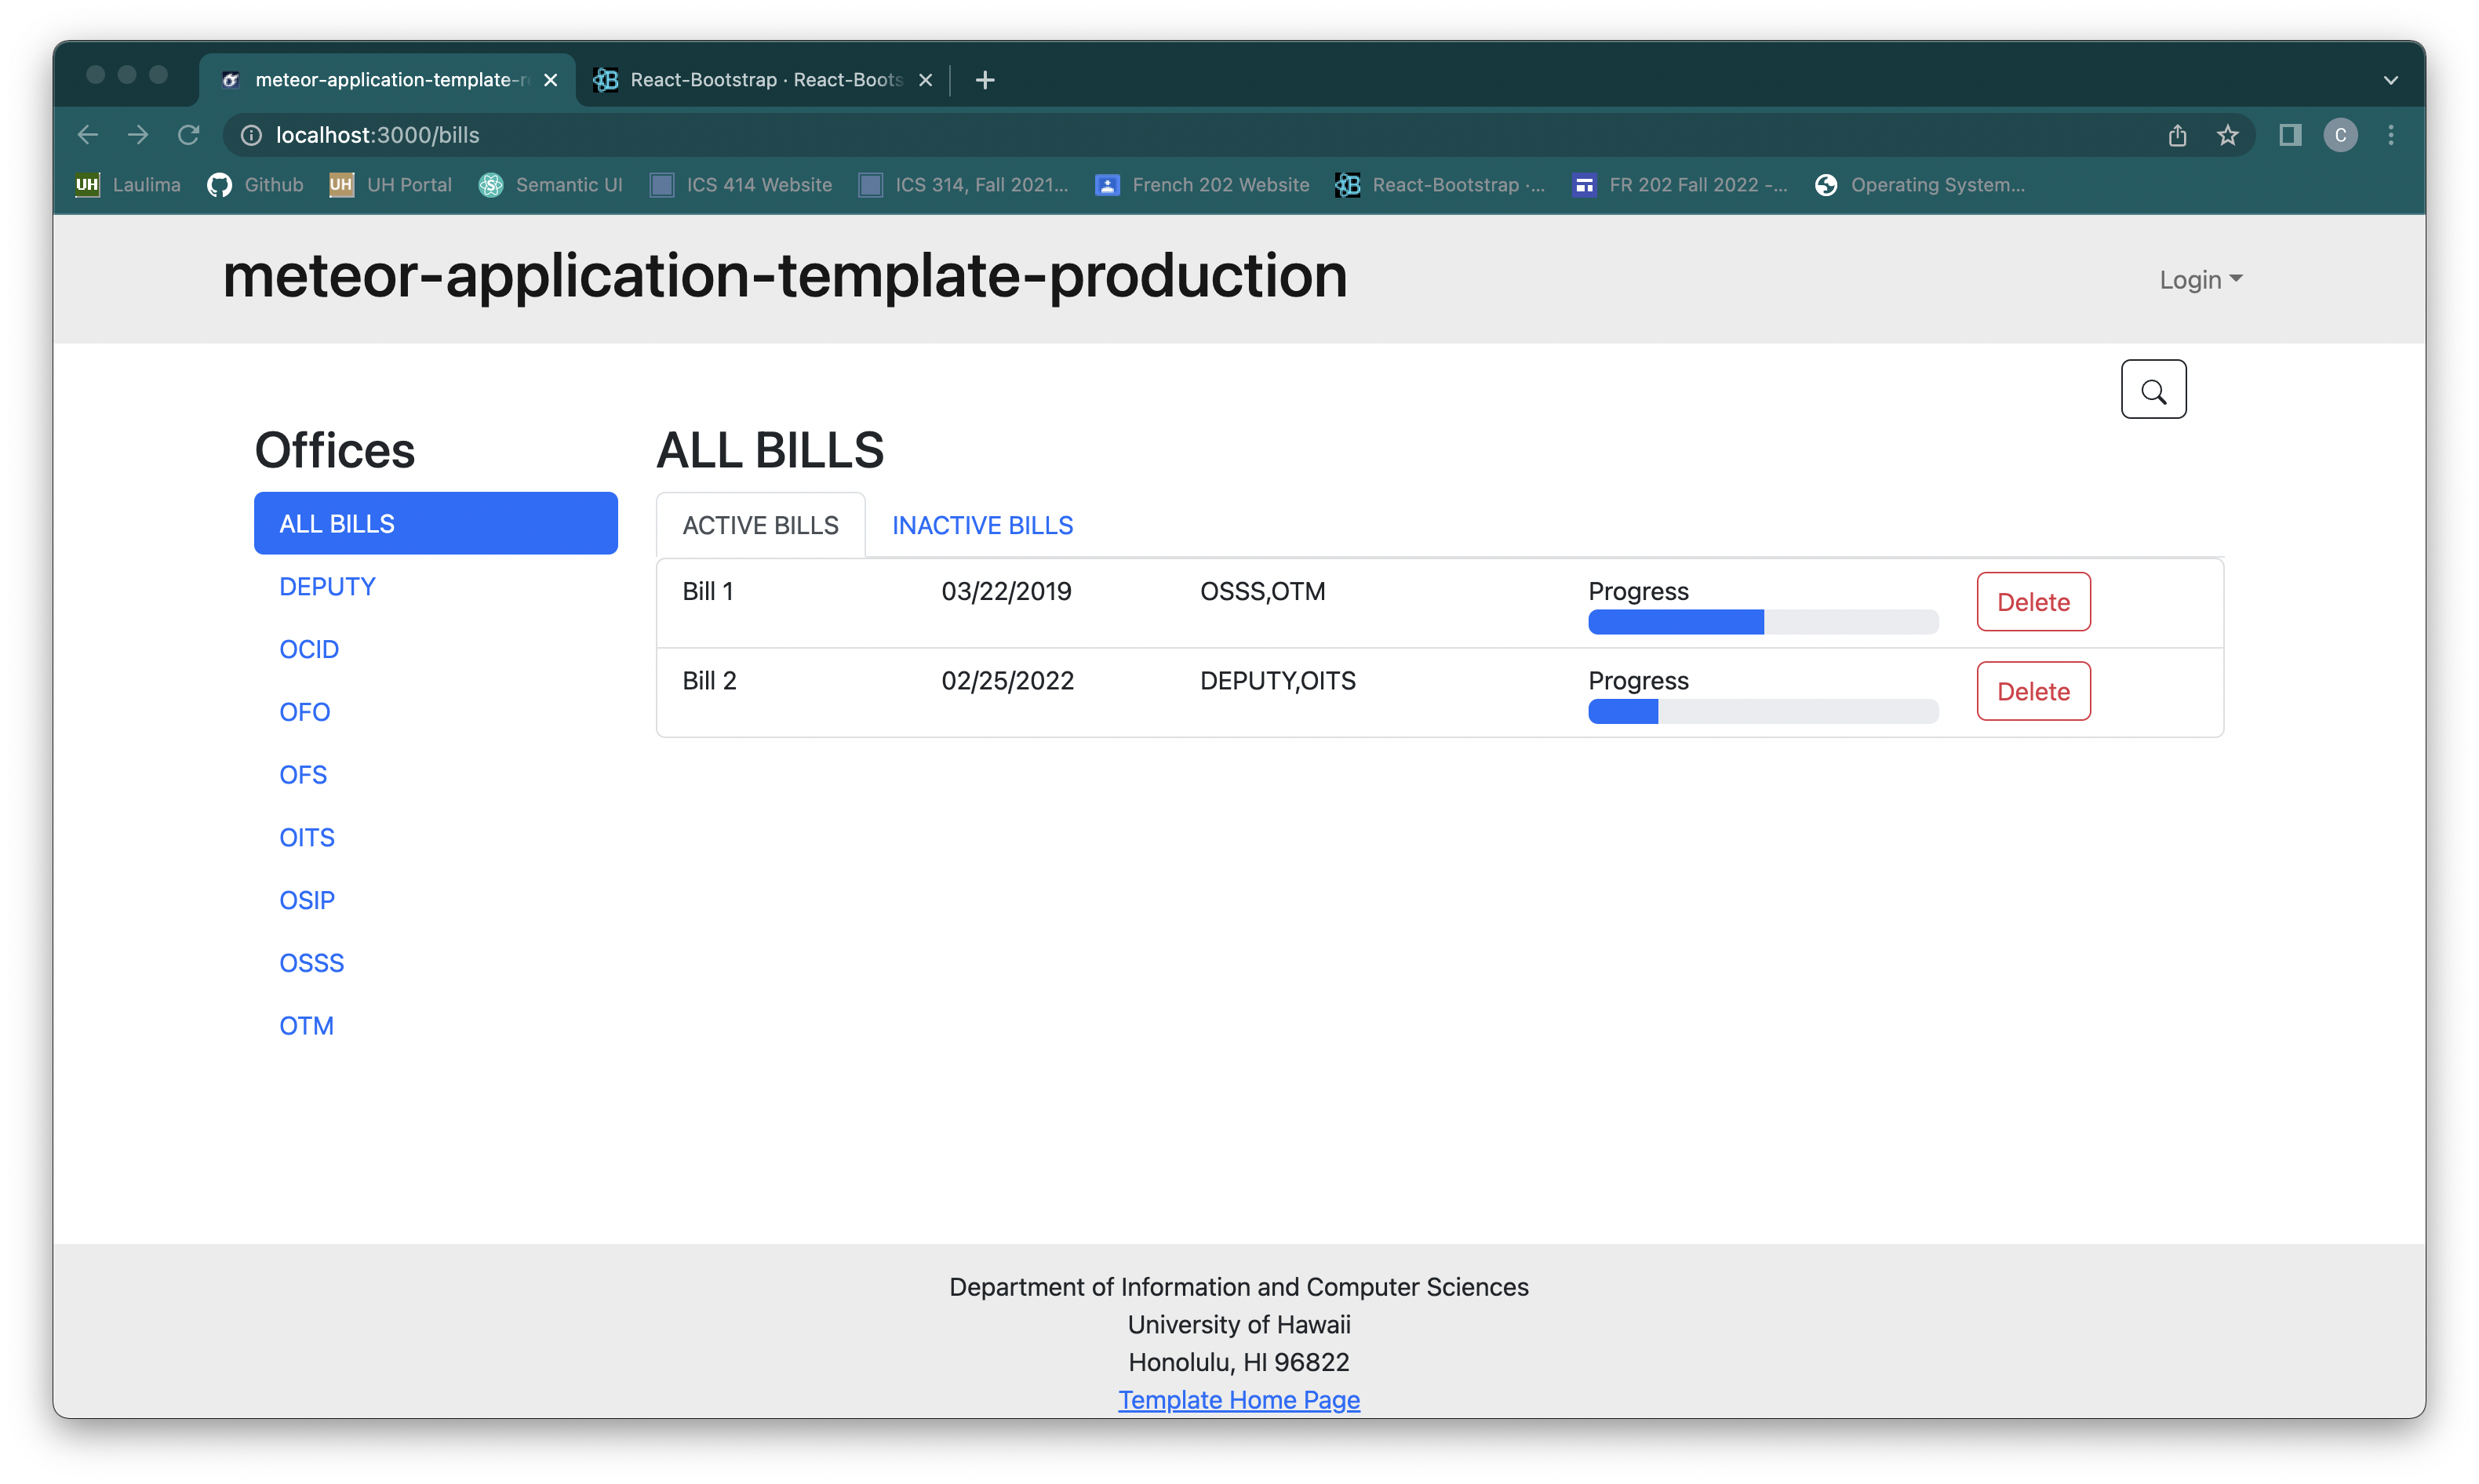 meteor-application-template-r
React-Bootstrap · React-Boots
localhost:3000/bills
C
UH Laulima
Github
UH UH Portal
Semantic UI
ICS 414 Website
ICS 314, Fall 2021...
French 202 Website
React-Bootstrap ·...
FR 202 Fall 2022 -...
Operating System...
meteor-application-template-production
Login
Offices
ALL BILLS
DEPUTY
OCID
OFO
OFS
OITS
OSIP
OSSS
OTM
ALL BILLS
ACTIVE BILLS INACTIVE BILLS
Bill 1 03/22/2019 OSSS,OTM Progress Delete
Bill 2 02/25/2022 DEPUTY,OITS Progress Delete
Department of Information and Computer Sciences
University of Hawaii
Honolulu, HI 96822
Template Home Page